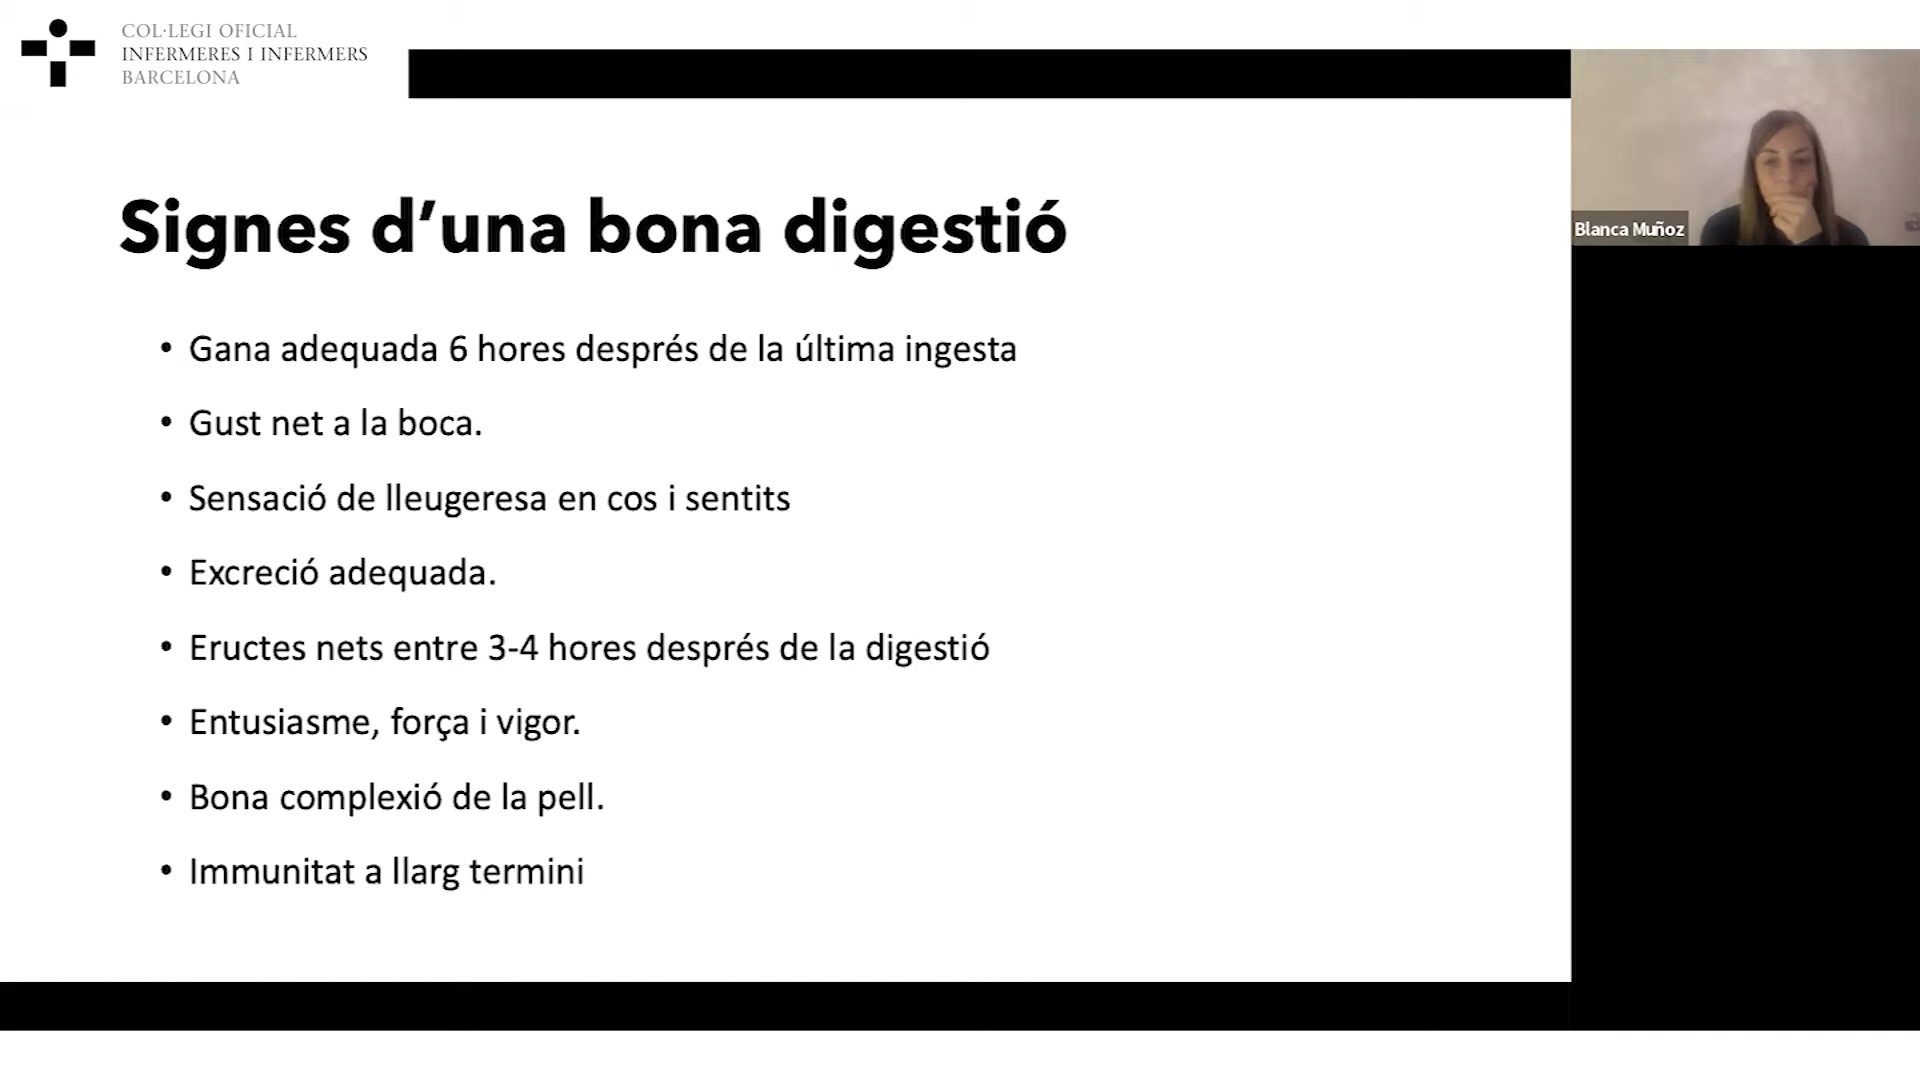 COL·LEGI OFICIAL
INFERMERES I INFERMERS
BARCELONA
Blanca Muñoz
Signes d’una bona digestió
• Gana adequada 6 hores després de la última ingesta
• Gust net a la boca.
• Sensació de lleugeresa en cos i sentits
• Excreció adequada.
• Eructes nets entre 3-4 hores després de la digestió
• Entusiasme, força i vigor.
• Bona complexió de la pell.
• Immunitat a llarg termini